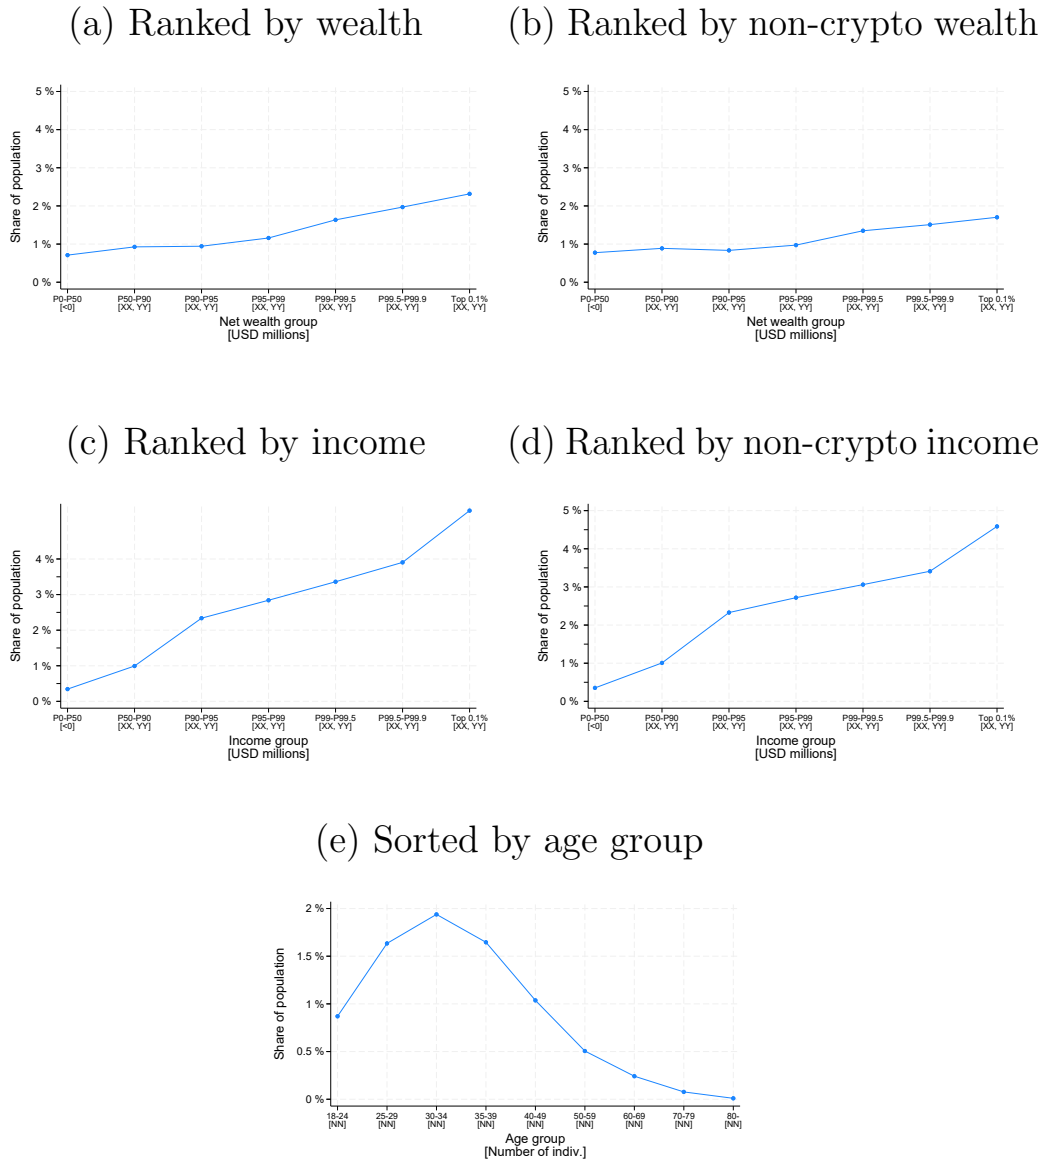 (a) Ranked by wealth
5 %
4 %
3 %
2 %
1 %
0 %
Share of population
P0-P50 P50-P90 P90-P95 P95-P99 P99-P99.5 P99.5-P99.9 Top 0.1%
[<0] [XX, YY] [XX, YY] [XX, YY] [XX, YY] [XX, YY] [XX, YY]
Net wealth group
[USD millions]
(b) Ranked by non-crypto wealth
5 %
4 %
3 %
2 %
1 %
0 %
Share of population
P0-P50 P50-P90 P90-P95 P95-P99 P99-P99.5 P99.5-P99.9 Top 0.1%
[<0] [XX, YY] [XX, YY] [XX, YY] [XX, YY] [XX, YY] [XX, YY]
Net wealth group
[USD millions]
(c) Ranked by income
4 %
3 %
2 %
1 %
0 %
Share of population
P0-P50 P50-P90 P90-P95 P95-P99 P99-P99.5 P99.5-P99.9 Top 0.1%
[<0] [XX, YY] [XX, YY] [XX, YY] [XX, YY] [XX, YY] [XX, YY]
Income group
[USD millions]
(d) Ranked by non-crypto income
5 %
4 %
3 %
2 %
1 %
0 %
Share of population
P0-P50 P50-P90 P90-P95 P95-P99 P99-P99.5 P99.5-P99.9 Top 0.1%
[<0] [XX, YY] [XX, YY] [XX, YY] [XX, YY] [XX, YY] [XX, YY]
Income group
[USD millions]
(e) Sorted by age group
2 %
1.5 %
1 %
0.5 %
0 %
Share of population
18-24 25-29 30-34 35-39 40-49 50-59 60-69 70-79 80-
[NN] [NN] [NN] [NN] [NN] [NN] [NN] [NN] [NN]
Age group
[Number of indiv.]